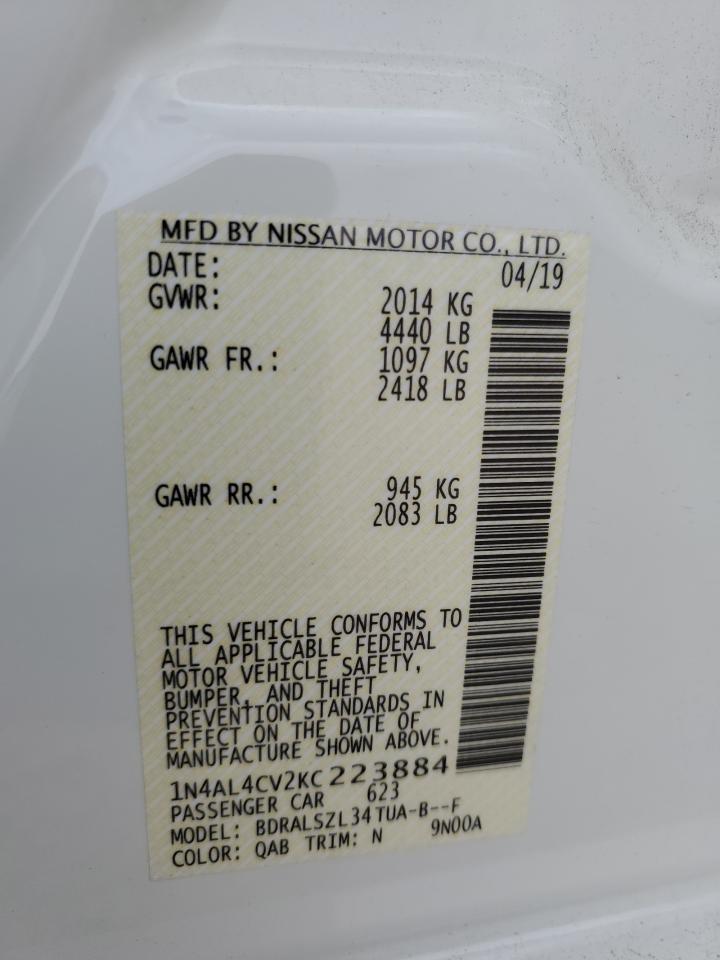 MFD BY NISSAN MOTOR CO., LTD.
DATE: 04/19
GVWR: 2014 KG
4440 LB
GAWR FR.: 1097 KG
2418 LB
GAWR RR.: 945 KG
2083 LB
THIS VEHICLE CONFORMS TO
ALL APPLICABLE FEDERAL
MOTOR VEHICLE SAFETY,
BUMPER, AND THEFT
PREVENTION STANDARDS IN
EFFECT ON THE DATE OF
MANUFACTURE SHOWN ABOVE.
1N4AL4CV2KC223884
PASSENGER CAR 623
MODEL: BDRALSZL34TUA-B--F
COLOR: QAB TRIM: N 9N00A